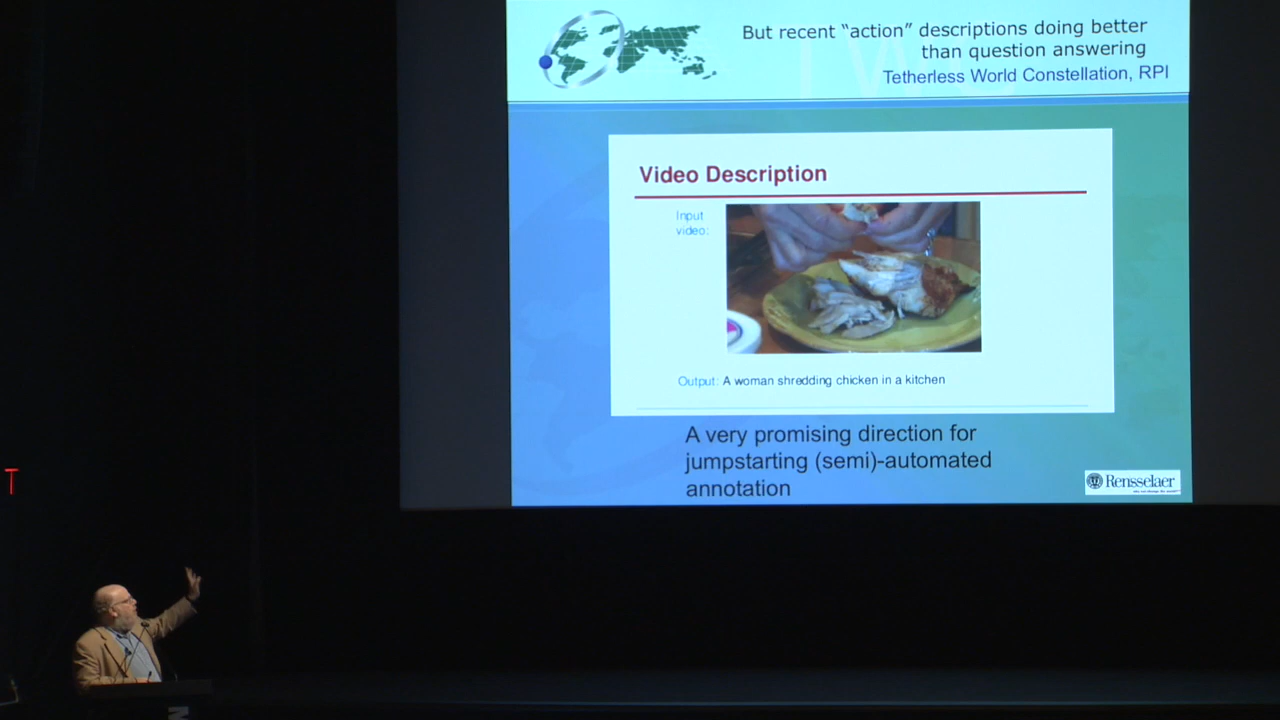 But recent “action” descriptions doing better
than question answering
Tetherless World Constellation, RPI
Video Description
Input
video:
Output: A woman shredding chicken in a kitchen
A very promising direction for
jumpstarting (semi)-automated
annotation
Rensselaer